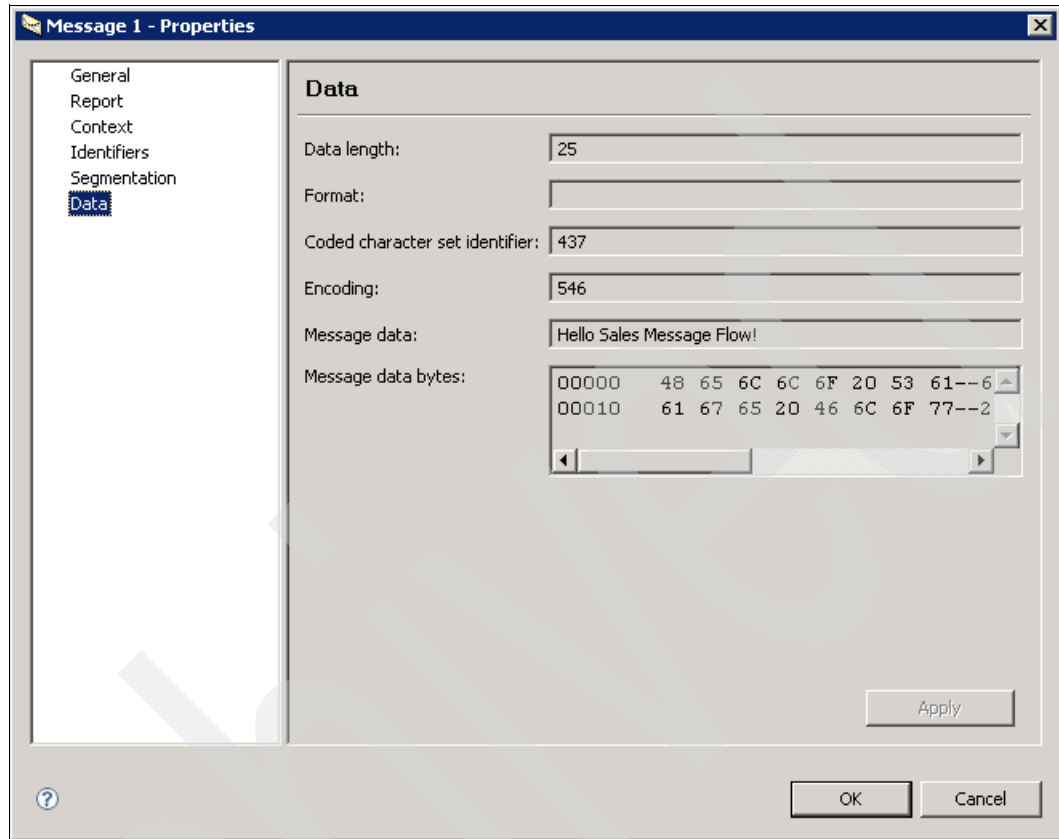 Message 1 - Properties
General
Report
Context
Identifiers
Segmentation
Data
Data
Data length: 25
Format:
Coded character set identifier: 437
Encoding: 546
Message data: Hello Sales Message Flow!
Message data bytes:
00000 48 65 6C 6C 6F 20 53 61--6
00010 61 67 65 20 46 6C 6F 77--2
Apply
OK
Cancel